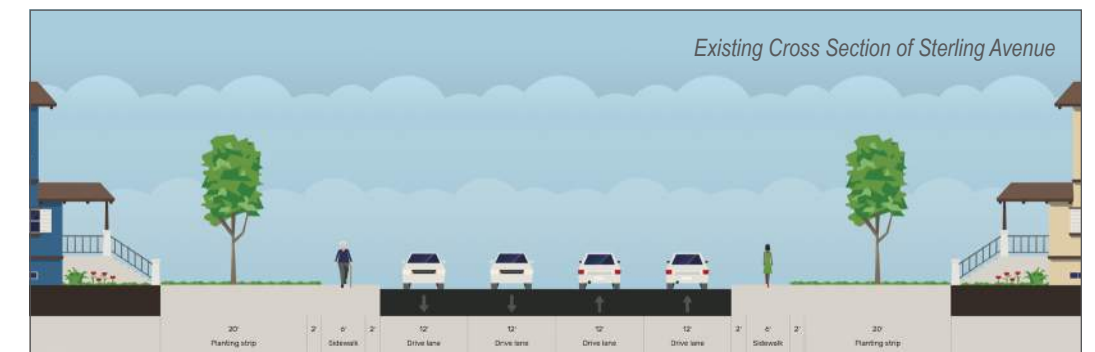 Existing Cross Section of Sterling Avenue
20' 2' 6' 2' 12' 12' 12' 12' 2' 6' 2' 20'
Planting strip Sidewalk Drive lane Drive lane Drive lane Drive lane Sidewalk Planting strip